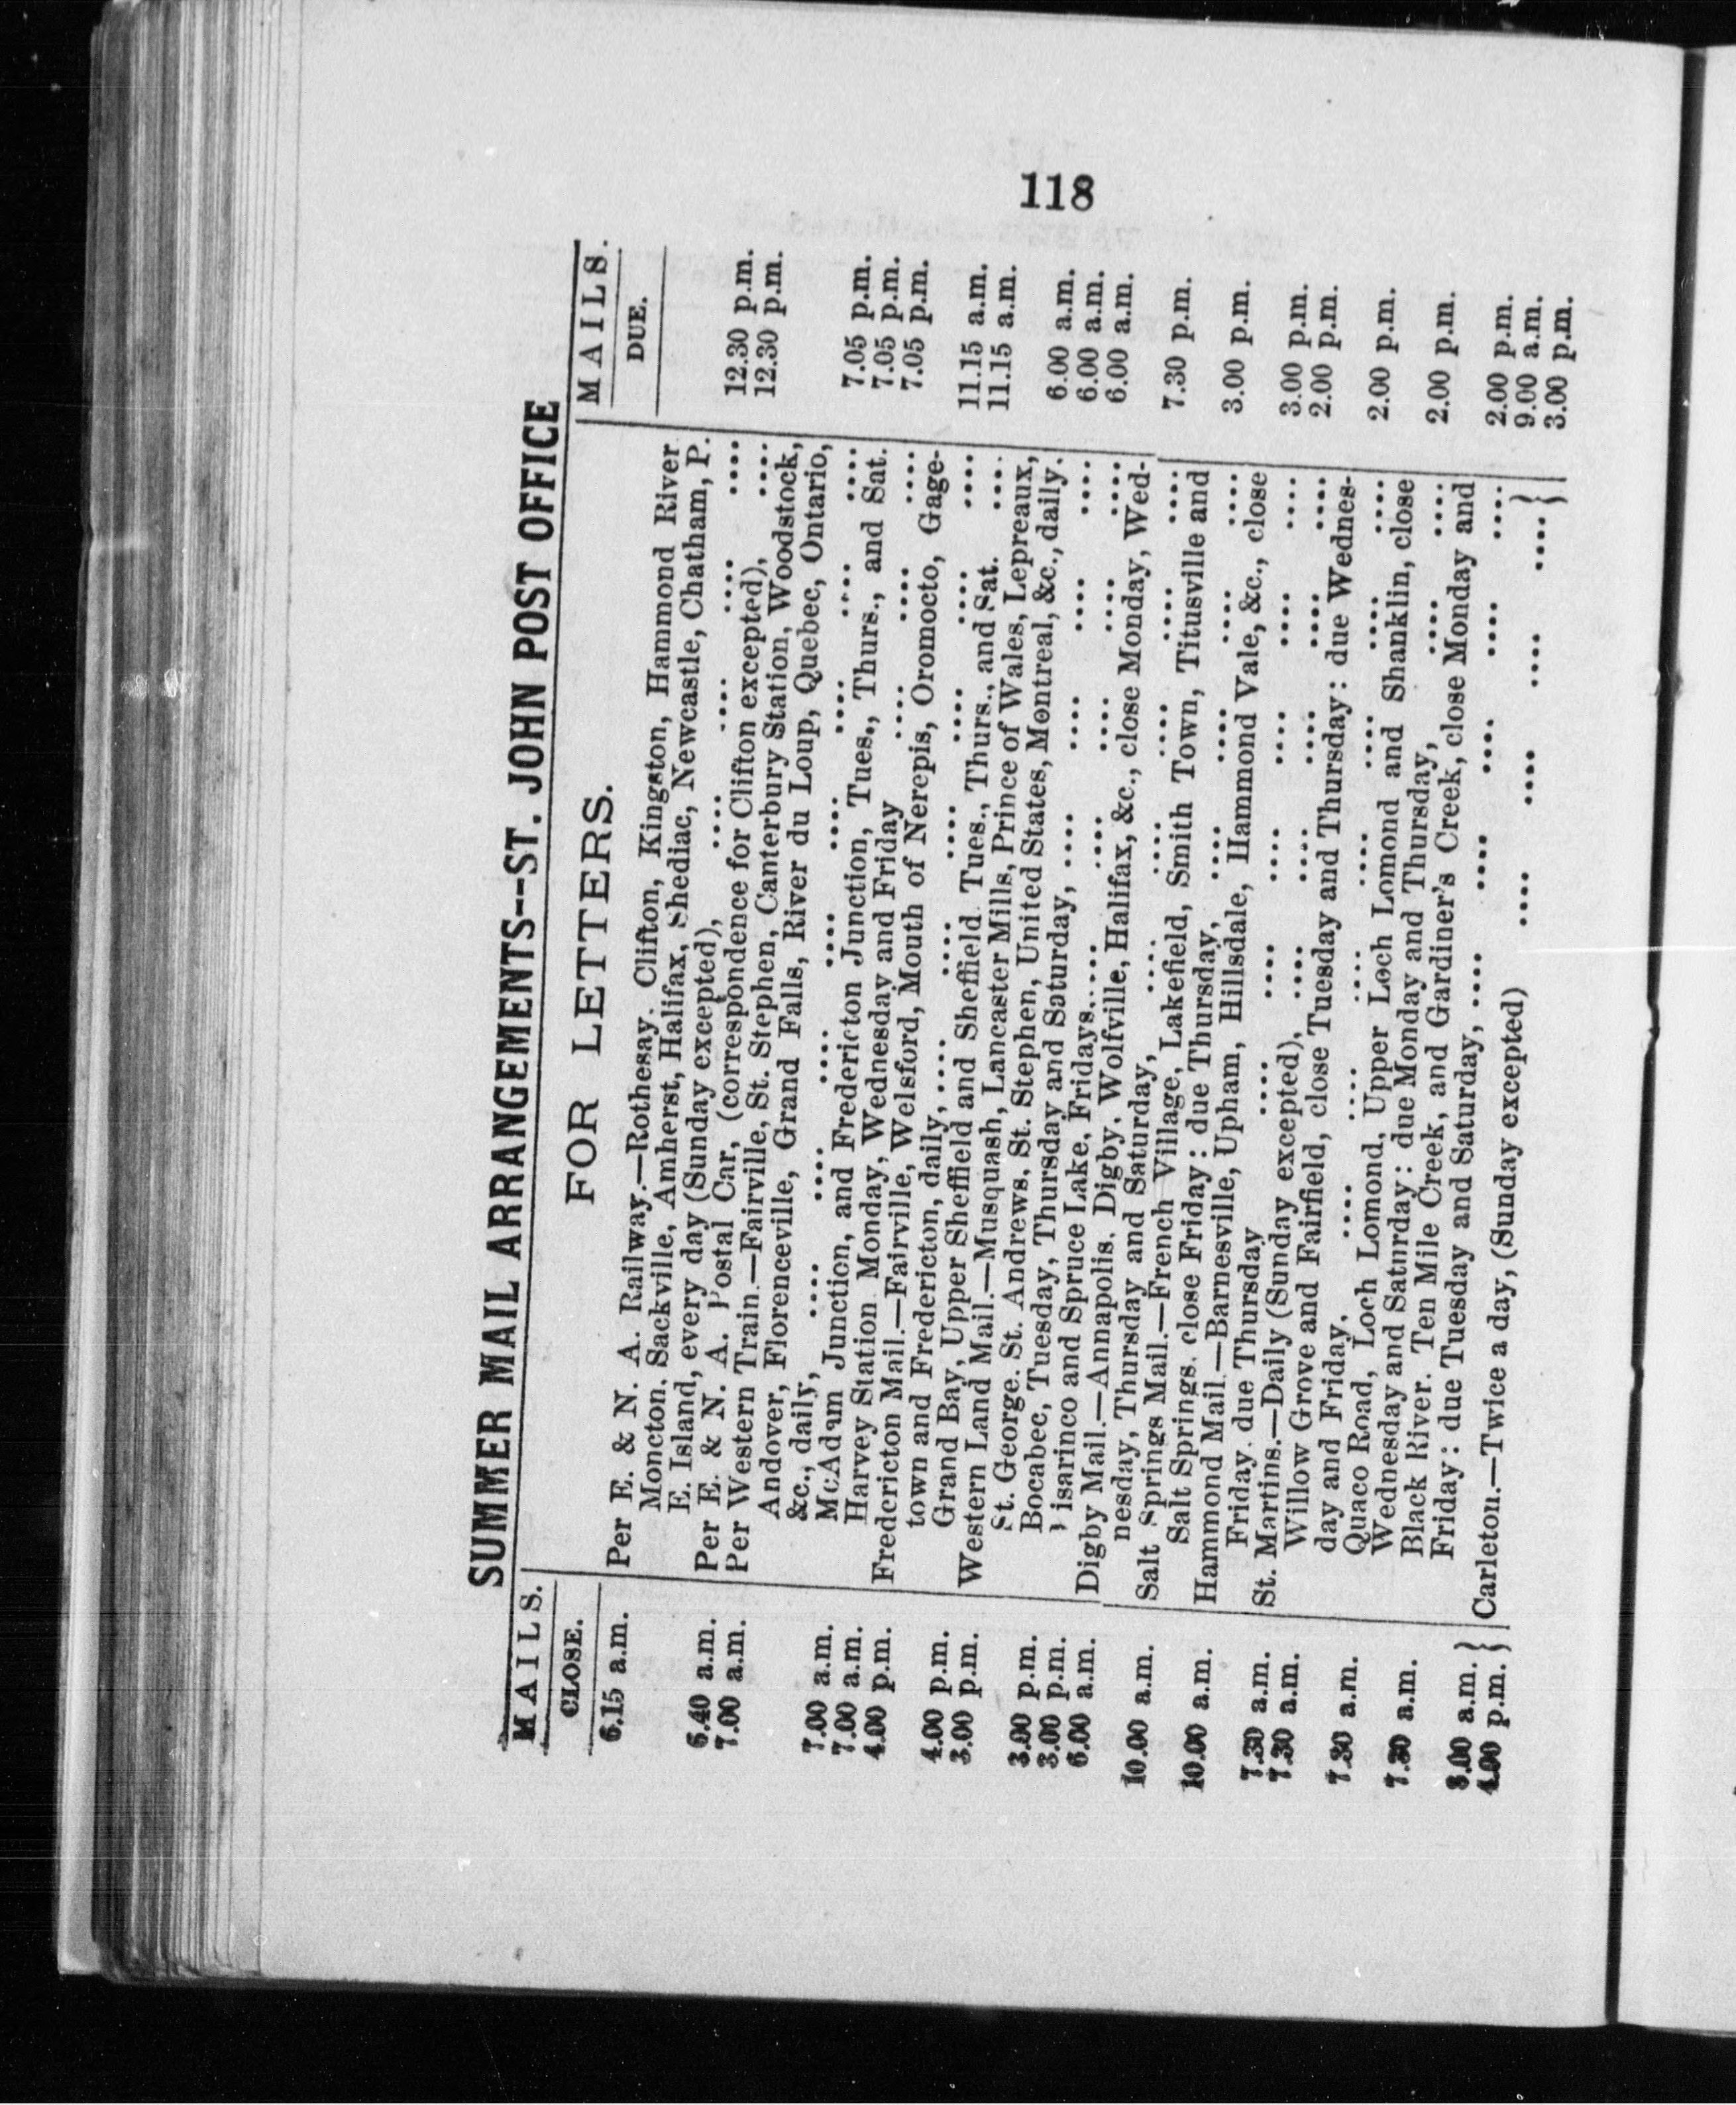 118
SUMMER MAIL ARRANGEMENTS--ST. JOHN POST OFFICE
MAILS. FOR LETTERS. MAILS.
CLOSE. DUE.
6.15 a.m. Per E. & N. A. Railway.—Rothesay. Clifton, Kingston, Hammond River
Moncton, Sackville, Amherst, Halifax, Shediac, Newcastle, Chatham, P.
E. Island, every day (Sunday excepted), .... .... .... .... 12.30 p.m.
6.40 a.m. Per E. & N. A. Postal Car, (correspondence for Clifton excepted), .... 12.30 p.m.
7.00 a.m. Per Western Train.—Fairville, St. Stephen, Canterbury Station, Woodstock,
Andover, Florenceville, Grand Falls, River du Loup, Quebec, Ontario,
&c., daily, .... .... .... .... .... .... .... .... 7.05 p.m.
7.00 a.m. McAdam Junction, and Fredericton Junction, Tues., Thurs., and Sat. 7.05 p.m.
7.00 a.m. Harvey Station Monday, Wednesday and Friday .... .... .... 7.05 p.m.
4.00 p.m. Fredericton Mail.—Fairville, Welsford, Mouth of Nerepis, Oromocto, Gage-
town and Fredericton, daily, .... .... .... .... .... .... 11.15 a.m.
4.00 p.m. Grand Bay, Upper Sheffield and Sheffield Tues., Thurs., and Sat. .... 11.15 a.m.
3.00 p.m. Western Land Mail.—Musquash, Lancaster Mills, Prince of Wales, Lepreaux,
St. George. St. Andrews, St. Stephen, United States, Montreal, &c., daily. 6.00 a.m.
3.00 p.m. Bocabec, Tuesday, Thursday and Saturday, .... .... .... .... 6.00 a.m.
3.00 p.m. Pisarinco and Spruce Lake, Fridays..... .... .... .... .... 6.00 a.m.
6.00 a.m. Digby Mail.—Annapolis, Digby, Wolfville, Halifax, &c., close Monday, Wed-
nesday, Thursday and Saturday, .... .... .... .... .... 7.30 p.m.
10.00 a.m. Salt Springs Mail.—French Village, Lakefield, Smith Town, Titusville and
Salt Springs. close Friday: due Thursday, .... .... .... .... 3.00 p.m.
10.00 a.m. Hammond Mail.—Barnesville, Upham, Hillsdale, Hammond Vale, &c., close
Friday, due Thursday .... .... .... .... .... .... 3.00 p.m.
7.30 a.m. St. Martins.—Daily (Sunday excepted), .... .... .... .... .... 2.00 p.m.
7.30 a.m. Willow Grove and Fairfield, close Tuesday and Thursday: due Wednes-
day and Friday, .... .... .... .... .... .... .... 2.00 p.m.
7.30 a.m. Quaco Road, Loch Lomond, Upper Loch Lomond and Shanklin, close
Wednesday and Saturday: due Monday and Thursday, .... .... 2.00 p.m.
7.30 a.m. Black River. Ten Mile Creek, and Gardiner's Creek, close Monday and
Friday: due Tuesday and Saturday, .... .... .... .... .... 2.00 p.m.
8.00 a.m. } Carleton.—Twice a day, (Sunday excepted) .... .... .... .... } 9.00 a.m.
4.00 p.m. } } 3.00 p.m.